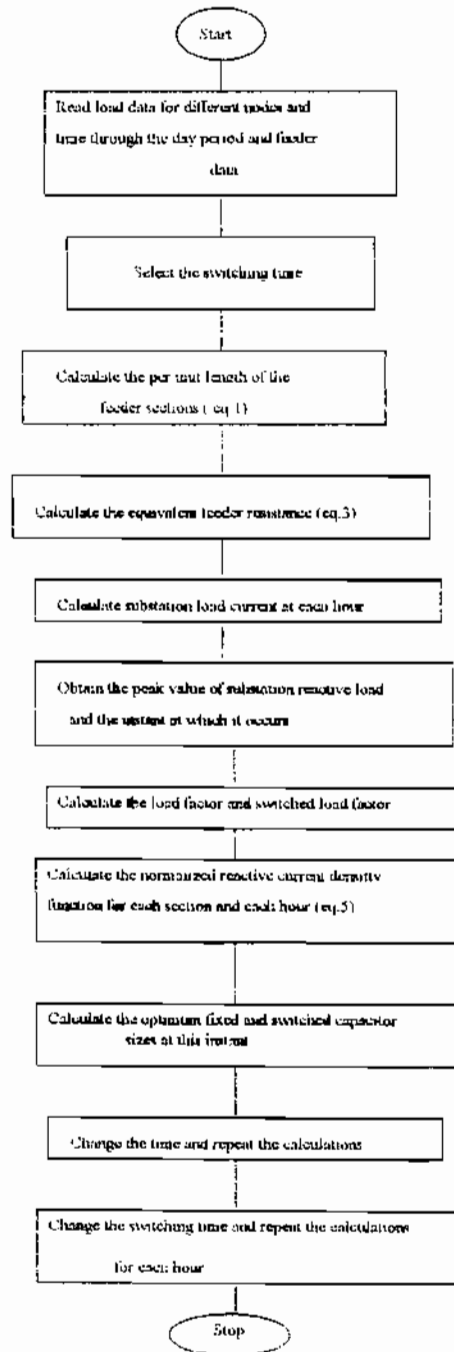 Start
Read load data for different nodes and
time through the day period and feeder
data
Select the switching time
Calculate the per unit length of the
feeder sections ( eq.1)
Calculate the equivalent feeder resistance (eq.3)
Calculate substation load current at each hour
Obtain the peak value of substation reactive load
and the instant at which it occurs
Calculate the load factor and switched load factor
Calculate the normalized reactive current density
function for each section and each hour (eq.5)
Calculate the optimum fixed and switched capacitor
sizes at this instant
Change the time and repeat the calculations
Change the switching time and repeat the calculations
for each hour
Stop